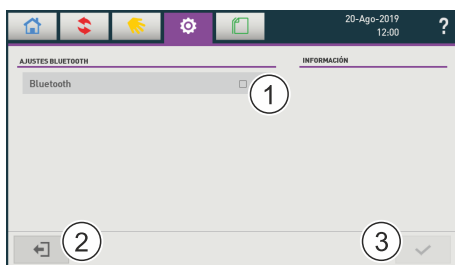 20-Ago-2019
12:00
?
AJUSTES BLUETOOTH
INFORMACIÓN
Bluetooth
1
2
3